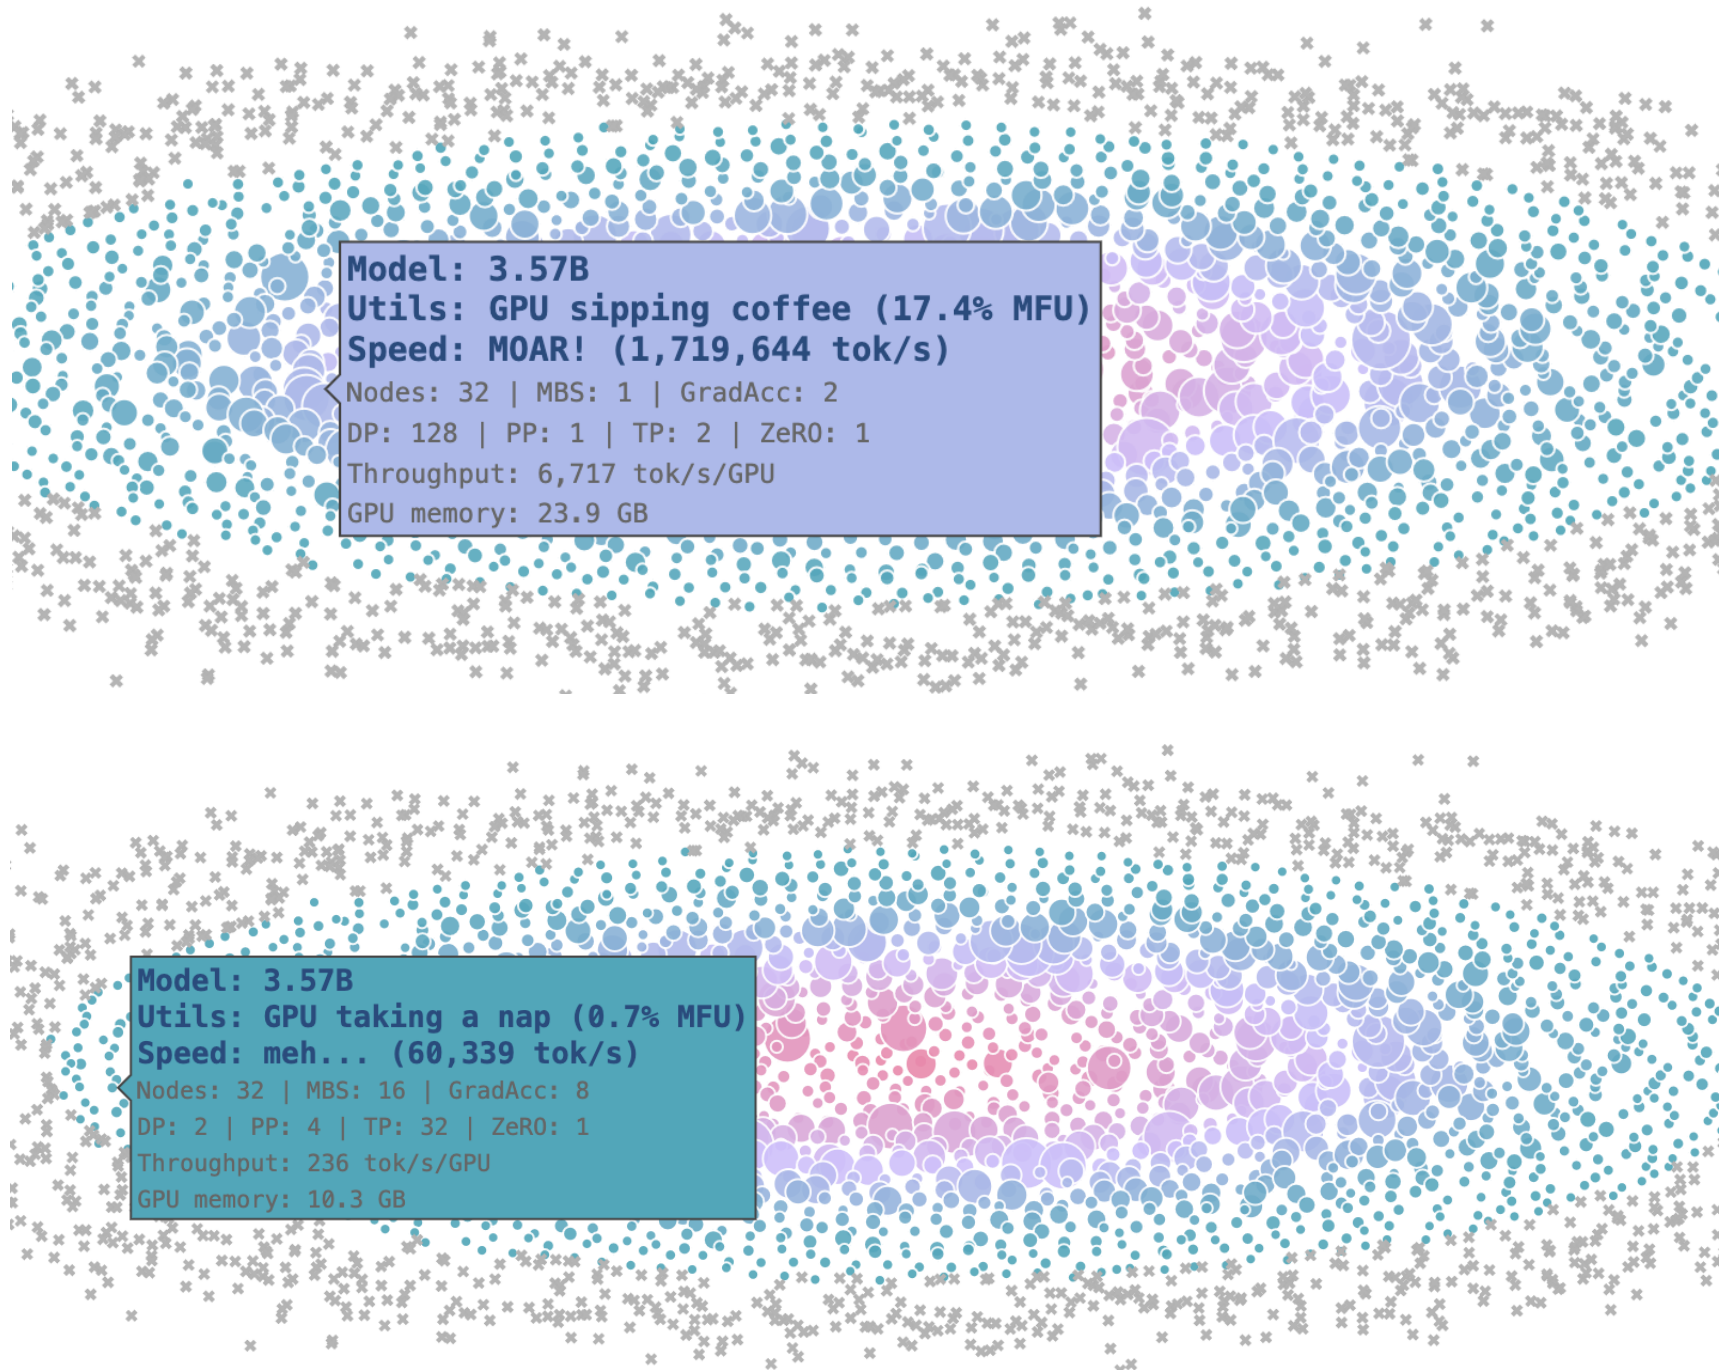 Model: 3.57B
Utils: GPU sipping coffee (17.4% MFU)
Speed: MOAR! (1,719,644 tok/s)
Nodes: 32 | MBS: 1 | GradAcc: 2
DP: 128 | PP: 1 | TP: 2 | ZeRO: 1
Throughput: 6,717 tok/s/GPU
GPU memory: 23.9 GB
Model: 3.57B
Utils: GPU taking a nap (0.7% MFU)
Speed: meh... (60,339 tok/s)
Nodes: 32 | MBS: 16 | GradAcc: 8
DP: 2 | PP: 4 | TP: 32 | ZeRO: 1
Throughput: 236 tok/s/GPU
GPU memory: 10.3 GB